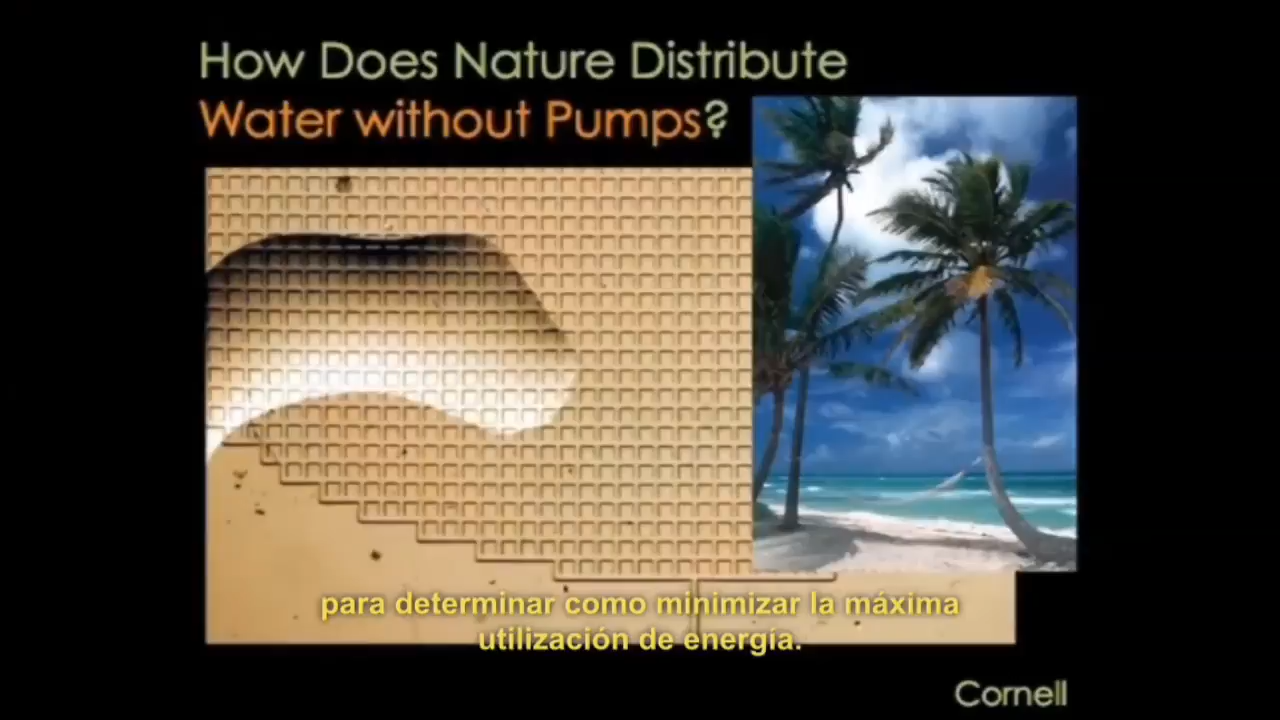 How Does Nature Distribute
Water without Pumps?
para determinar como minimizar la máxima
utilización de energía.
Cornell